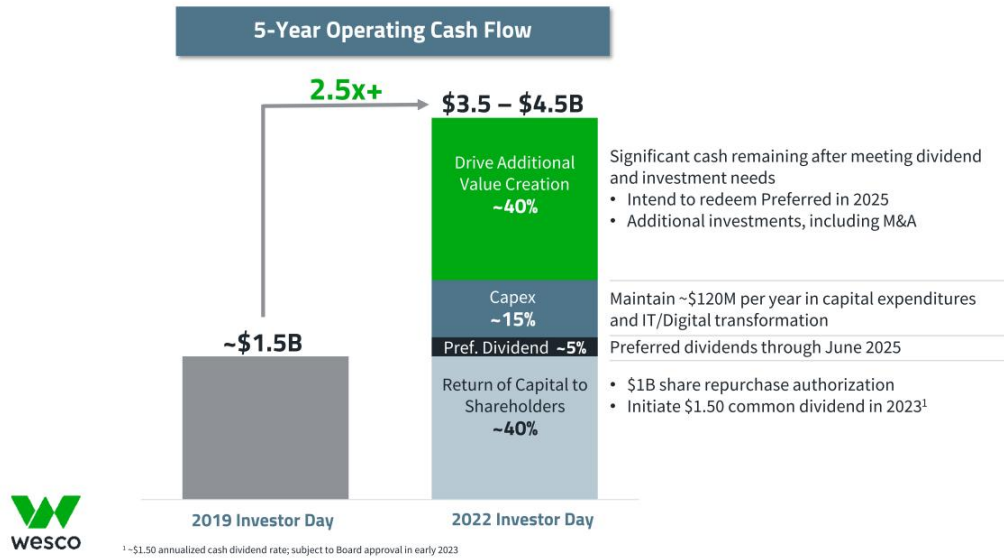 5-Year Operating Cash Flow
2.5x+
$3.5 – $4.5B
~$1.5B
Drive Additional
Value Creation
~40%
Significant cash remaining after meeting dividend
and investment needs
• Intend to redeem Preferred in 2025
• Additional investments, including M&A
Capex
~15%
Maintain ~$120M per year in capital expenditures
and IT/Digital transformation
Pref. Dividend ~5%
Preferred dividends through June 2025
Return of Capital to
Shareholders
~40%
• $1B share repurchase authorization
• Initiate $1.50 common dividend in 2023¹
2019 Investor Day
2022 Investor Day
wesco
¹ ~$1.50 annualized cash dividend rate; subject to Board approval in early 2023